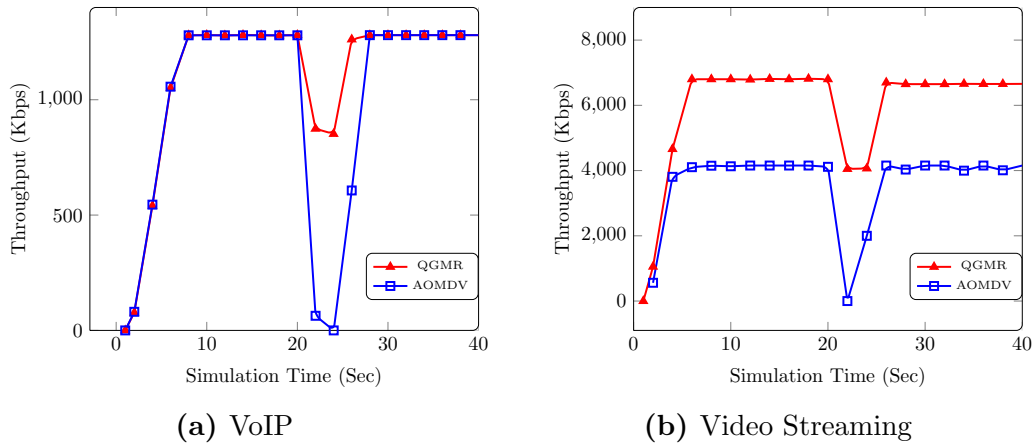 1,000
500
0
Throughput (Kbps)
0
10
20
30
40
Simulation Time (Sec)
QGMR
AOMDV
(a) VoIP
8,000
6,000
4,000
2,000
0
Throughput (Kbps)
0
10
20
30
40
Simulation Time (Sec)
QGMR
AOMDV
(b) Video Streaming